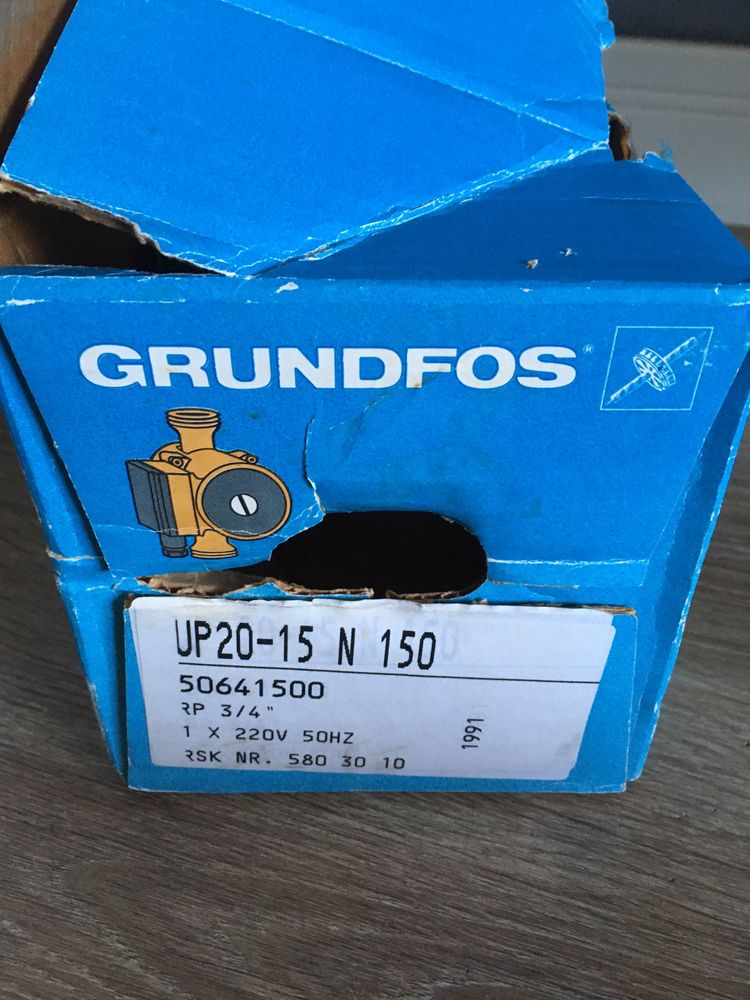 GRUNDFOS®
UP20-15 N 150
50641500
RP 3/4"
1 X 220V 50HZ
RSK NR. 580 30 10
1991